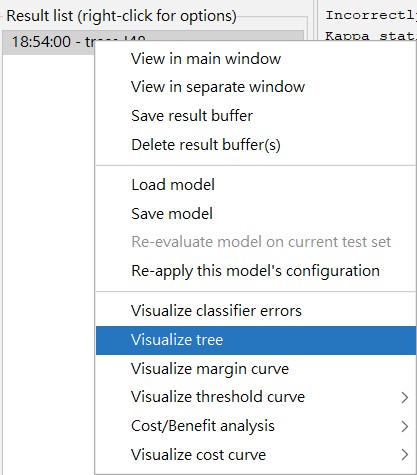 Result list (right-click for options)
18:54:00 -
Incorrectly
Kappa
View in main window
View in separate window
Save result buffer
Delete result buffer(s)
Load model
Save model
Re-evaluate model on current test set
Re-apply this model's configuration
Visualize classifier errors
Visualize tree
Visualize margin curve
Visualize threshold curve
Cost/Benefit analysis
Visualize cost curve